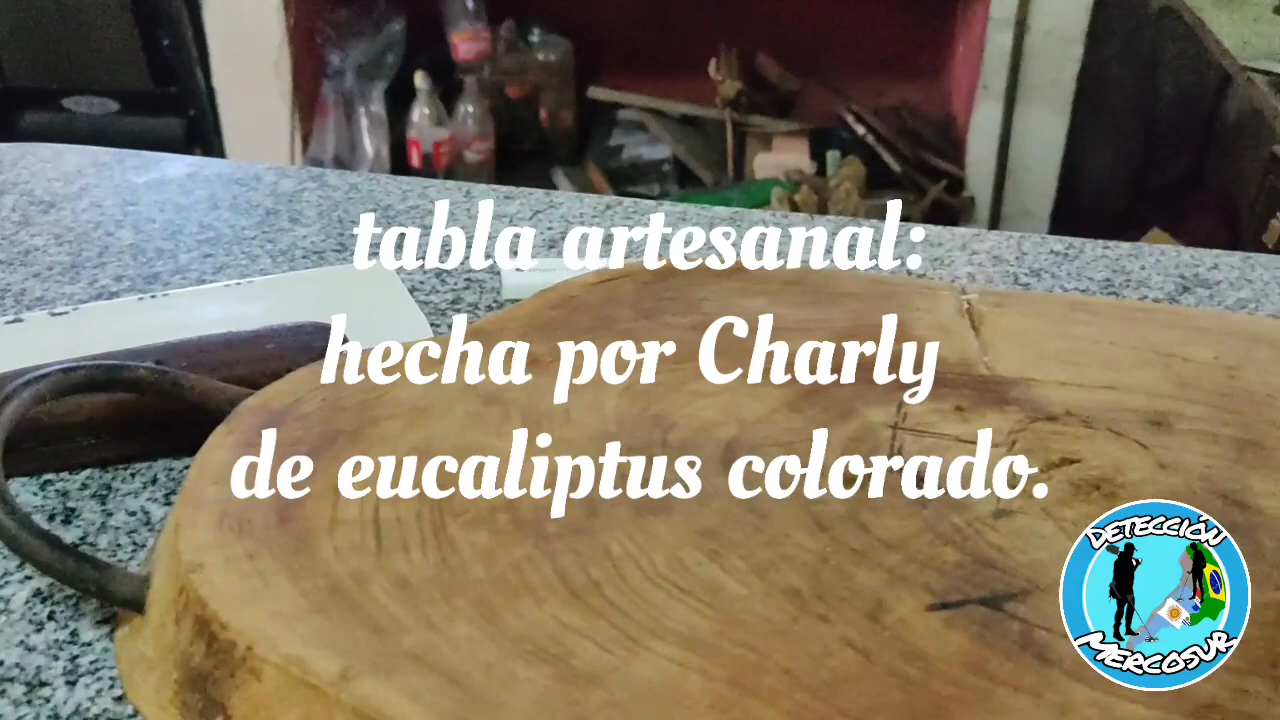 tabla artesanal:
hecha por Charly
de eucaliptus colorado.
DETECCIÓN
MERCOSUR